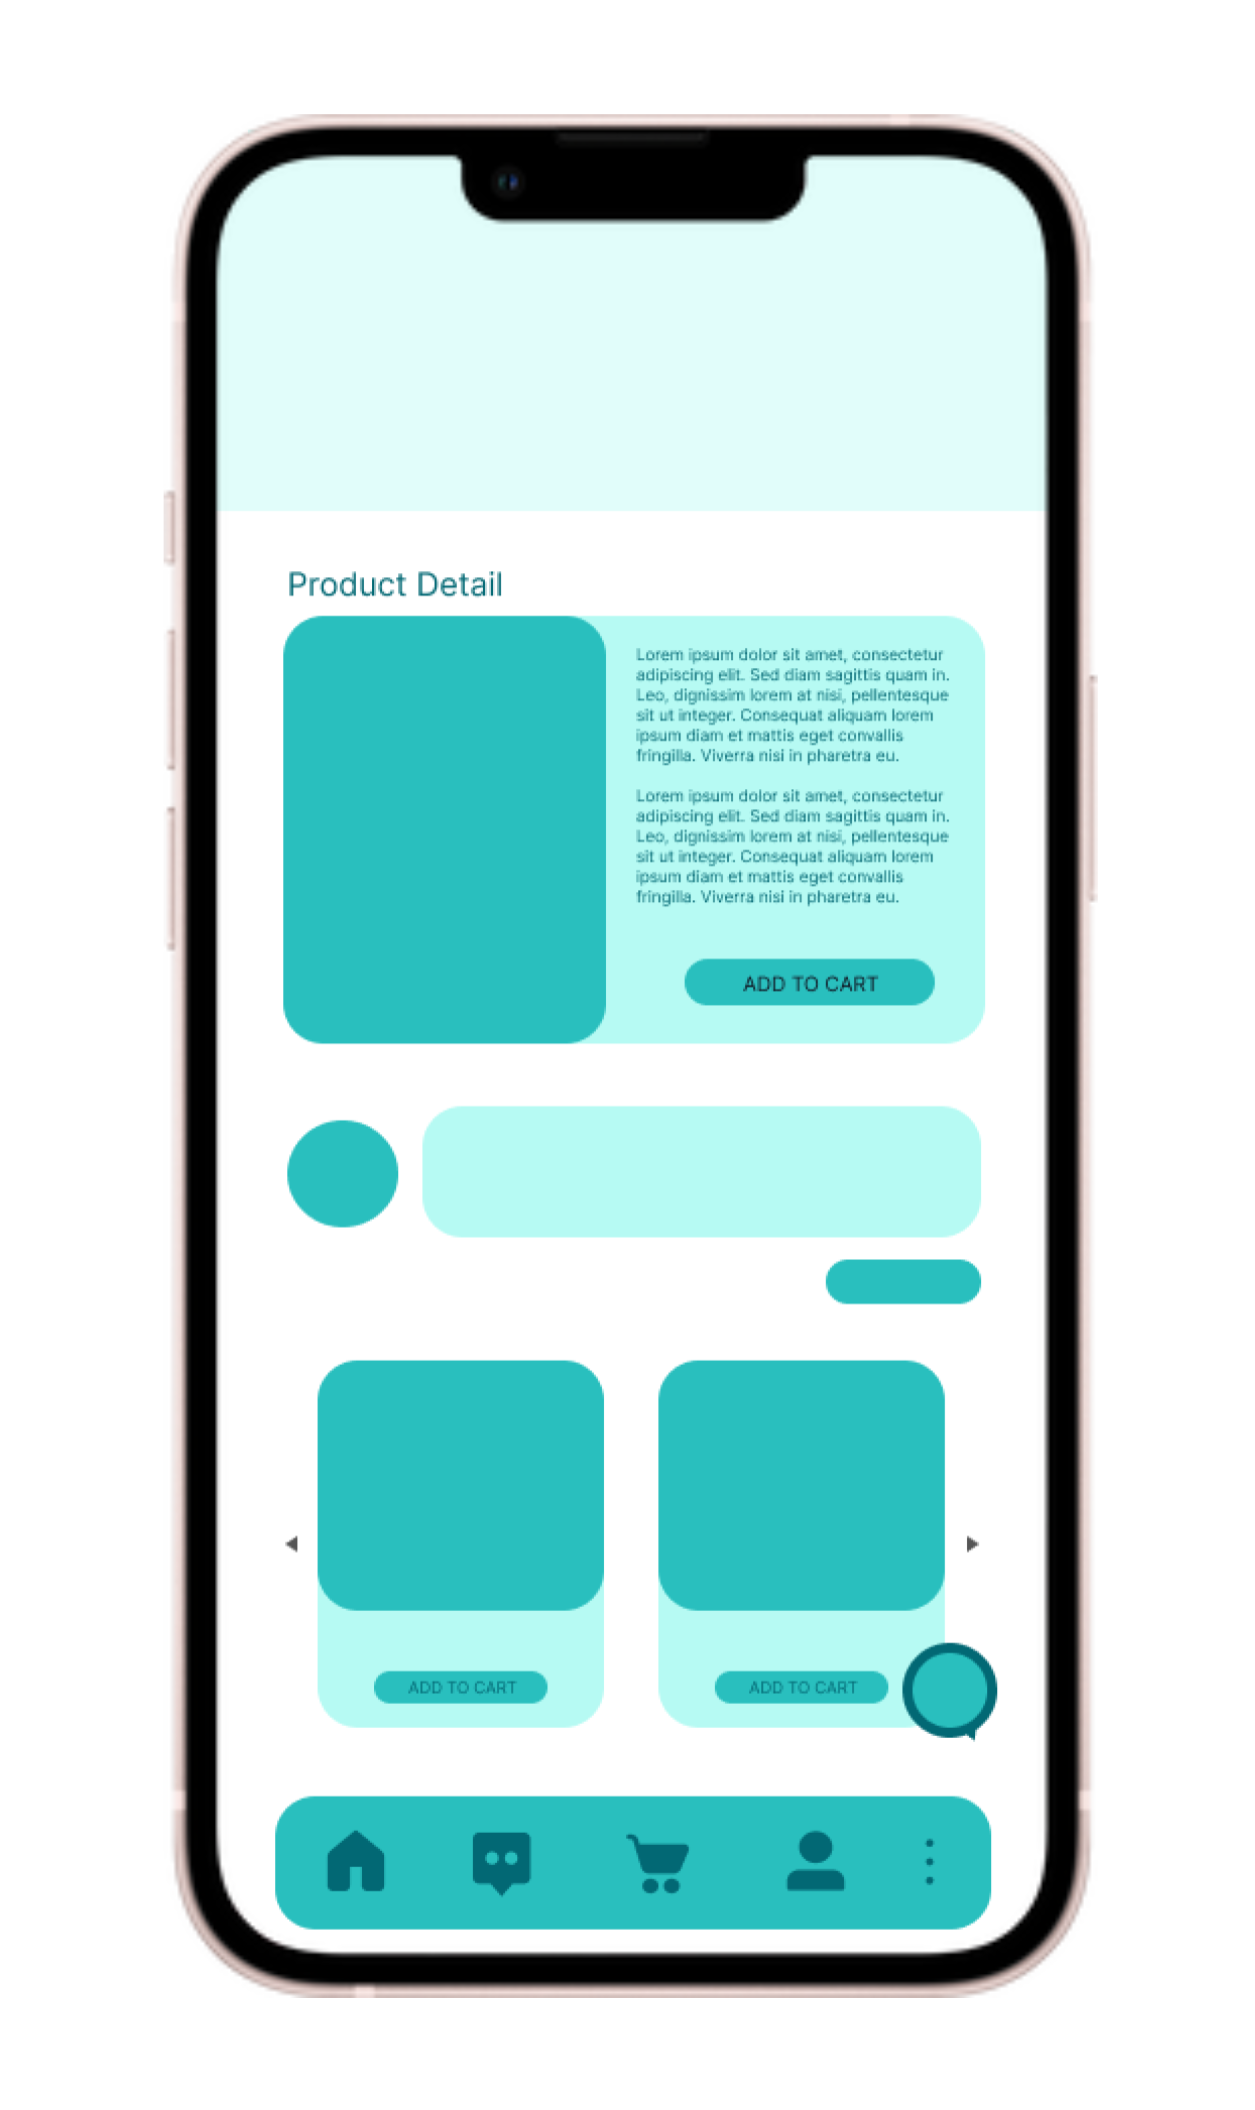 Product Detail
Lorem ipsum dolor sit amet, consectetur
adipiscing elit. Sed diam sagittis quam in.
Leo, dignissim lorem at nisi, pellentesque
sit ut integer. Consequat aliquam lorem
ipsum diam et mattis eget convallis
fringilla. Viverra nisi in pharetra eu.
Lorem ipsum dolor sit amet, consectetur
adipiscing elit. Sed diam sagittis quam in.
Leo, dignissim lorem at nisi, pellentesque
sit ut integer. Consequat aliquam lorem
ipsum diam et mattis eget convallis
fringilla. Viverra nisi in pharetra eu.
ADD TO CART
ADD TO CART
ADD TO CART